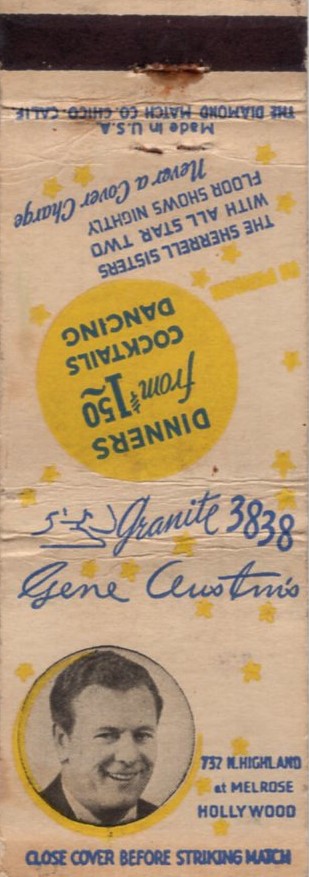 Gene Austin's
732 N. HIGHLAND
at MELROSE
HOLLYWOOD
CLOSE COVER BEFORE STRIKING MATCH
Granite 3838
DINNERS
from $1.50
COCKTAILS
DANCING
IN PERSON
THE SHERRELL SISTERS
WITH ALL STAR TWO
FLOOR SHOWS NIGHTLY
Never a Cover Charge
Made in U.S.A.
THE DIAMOND MATCH CO. CHICO, CALIF.